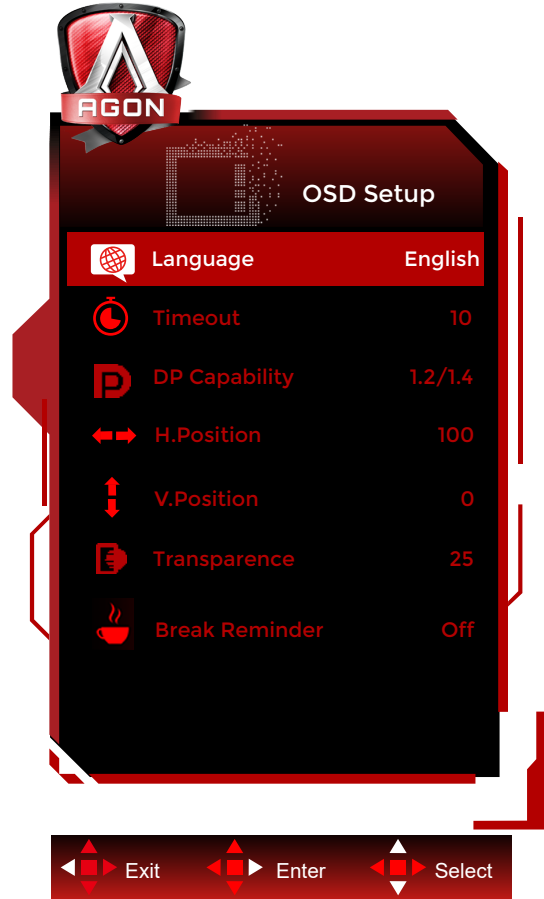 AGON
OSD Setup
Language English
Timeout 10
DP Capability 1.2/1.4
H.Position 100
V.Position 0
Transparence 25
Break Reminder Off
Exit Enter Select